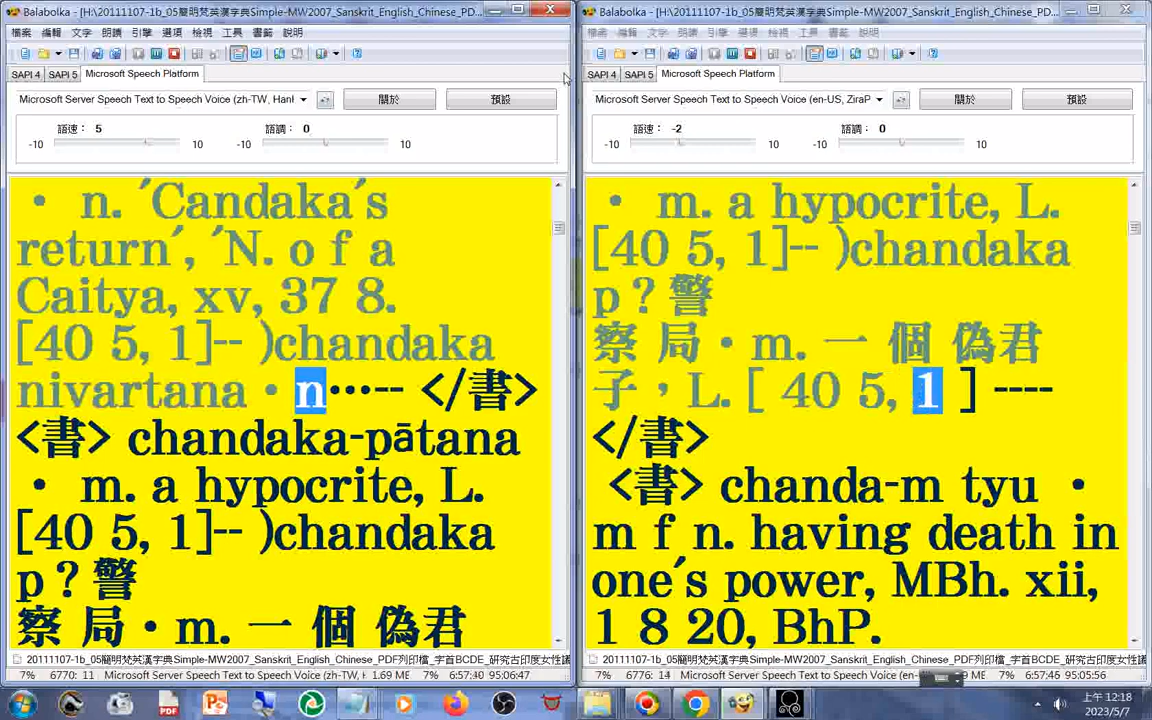 Balabolka - [H:\20111107-1b_05簡明梵英漢字典Simple-MW2007_Sanskrit_English_Chinese_PD...
檔案 編輯 文字 朗讀 引擎 選項 檢視 工具 書籤 說明
SAPI 4 SAPI 5 Microsoft Speech Platform
Microsoft Server Speech Text to Speech Voice (zh-TW, Hanl
關於 預設
語速： 5 語調： 0
-10 10 -10 10
• n. ´Candaka´s
return´, ´N. o f a
Caitya, xv, 37 8.
[40 5, 1]-- )chandaka
nivartana • n…-- </書>
<書> chandaka-pātana
• m. a hypocrite, L.
[40 5, 1]-- )chandaka
p？警
察 局 • m. 一 個 偽君
20111107-1b_05簡明梵英漢字典Simple-MW2007_Sanskrit_English_Chinese_PDF列印檔_字首BCDE_研究古印度女性議
7% 6770: 11 Microsoft Server Speech Text to Speech Voice (zh-TW, H 1.69 ME 7% 6:57:40 95:06:47
Balabolka - [H:\20111107-1b_05簡明梵英漢字典Simple-MW2007_Sanskrit_English_Chinese_PD...
檔案 編輯 文字 朗讀 引擎 選項 檢視 工具 書籤 說明
SAPI 4 SAPI 5 Microsoft Speech Platform
Microsoft Server Speech Text to Speech Voice (en-US, ZiraP
關於 預設
語速： -2 語調： 0
-10 10 -10 10
• m. a hypocrite, L.
[40 5, 1]-- )chandaka
p？警
察 局 • m. 一 個 偽君
子，L. [ 40 5, 1 ] ----
</書>
<書> chanda-m tyu •
m f n. having death in
one´s power, MBh. xii,
1 8 20, BhP.
20111107-1b_05簡明梵英漢字典Simple-MW2007_Sanskrit_English_Chinese_PDF列印檔_字首BCDE_研究古印度女性議
7% 6776: 14 Microsoft Server Speech Text to Speech Voice (en- 9 ME 7% 6:57:46 95:05:56
PDF
上午 12:18
2023/5/7